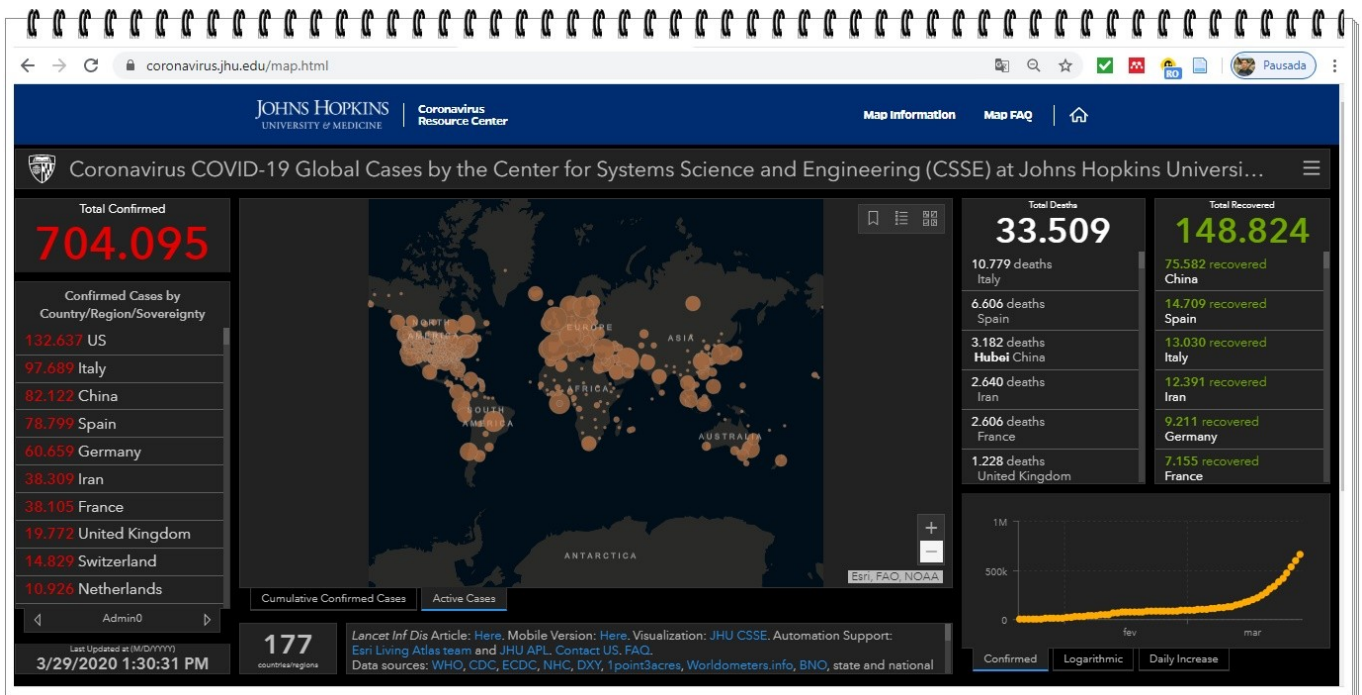 coronavirus.jhu.edu/map.html
RO
Pausada
JOHNS HOPKINS
UNIVERSITY & MEDICINE
Coronavirus
Resource Center
Map Information
Map FAQ
Coronavirus COVID-19 Global Cases by the Center for Systems Science and Engineering (CSSE) at Johns Hopkins Universi...
Total Confirmed
704.095
Confirmed Cases by
Country/Region/Sovereignty
132.637 US
97.689 Italy
82.122 China
78.799 Spain
60.659 Germany
38.309 Iran
38.105 France
19.772 United Kingdom
14.829 Switzerland
10.926 Netherlands
Admin0
Last Updated at (M/D/YYYY)
3/29/2020 1:30:31 PM
NORTH
AMERICA
EUROPE
ASIA
AFRICA
SOUTH
AMERICA
AUSTRALIA
ANTARCTICA
+
−
Esri, FAO, NOAA
Cumulative Confirmed Cases
Active Cases
177
countries/regions
Lancet Inf Dis Article: Here. Mobile Version: Here. Visualization: JHU CSSE. Automation Support:
Esri Living Atlas team and JHU APL. Contact US. FAQ.
Data sources: WHO, CDC, ECDC, NHC, DXY, 1point3acres, Worldometers.info, BNO, state and national
Total Deaths
33.509
10.779 deaths
Italy
6.606 deaths
Spain
3.182 deaths
Hubei China
2.640 deaths
Iran
2.606 deaths
France
1.228 deaths
United Kingdom
Total Recovered
148.824
75.582 recovered
China
14.709 recovered
Spain
13.030 recovered
Italy
12.391 recovered
Iran
9.211 recovered
Germany
7.155 recovered
France
1M
500k
0
fev
mar
Confirmed
Logarithmic
Daily Increase